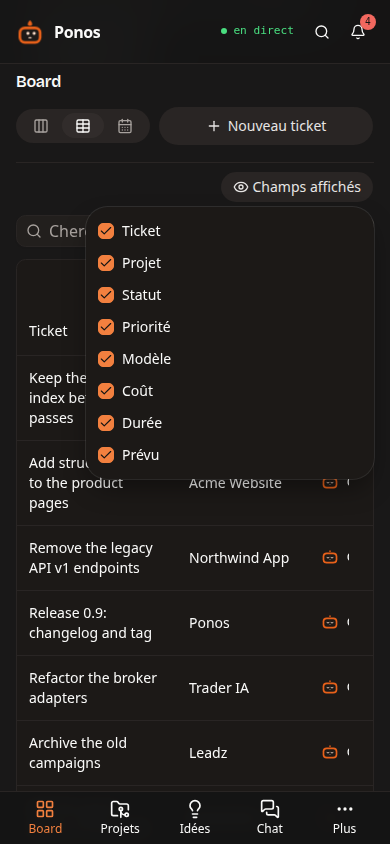 Ponos
en direct
4
Board
+ Nouveau ticket
Champs affichés
Ticket
Projet
Statut
Priorité
Modèle
Coût
Durée
Prévu
Ticket
Keep the
index
passes
Add
to the product
pages
Acme Website
Remove the legacy
API v1 endpoints
Northwind App
Release 0.9:
changelog and tag
Ponos
Refactor the broker
adapters
Trader IA
Archive the old
campaigns
Leadz
Board
Projets
Idées
Chat
Plus